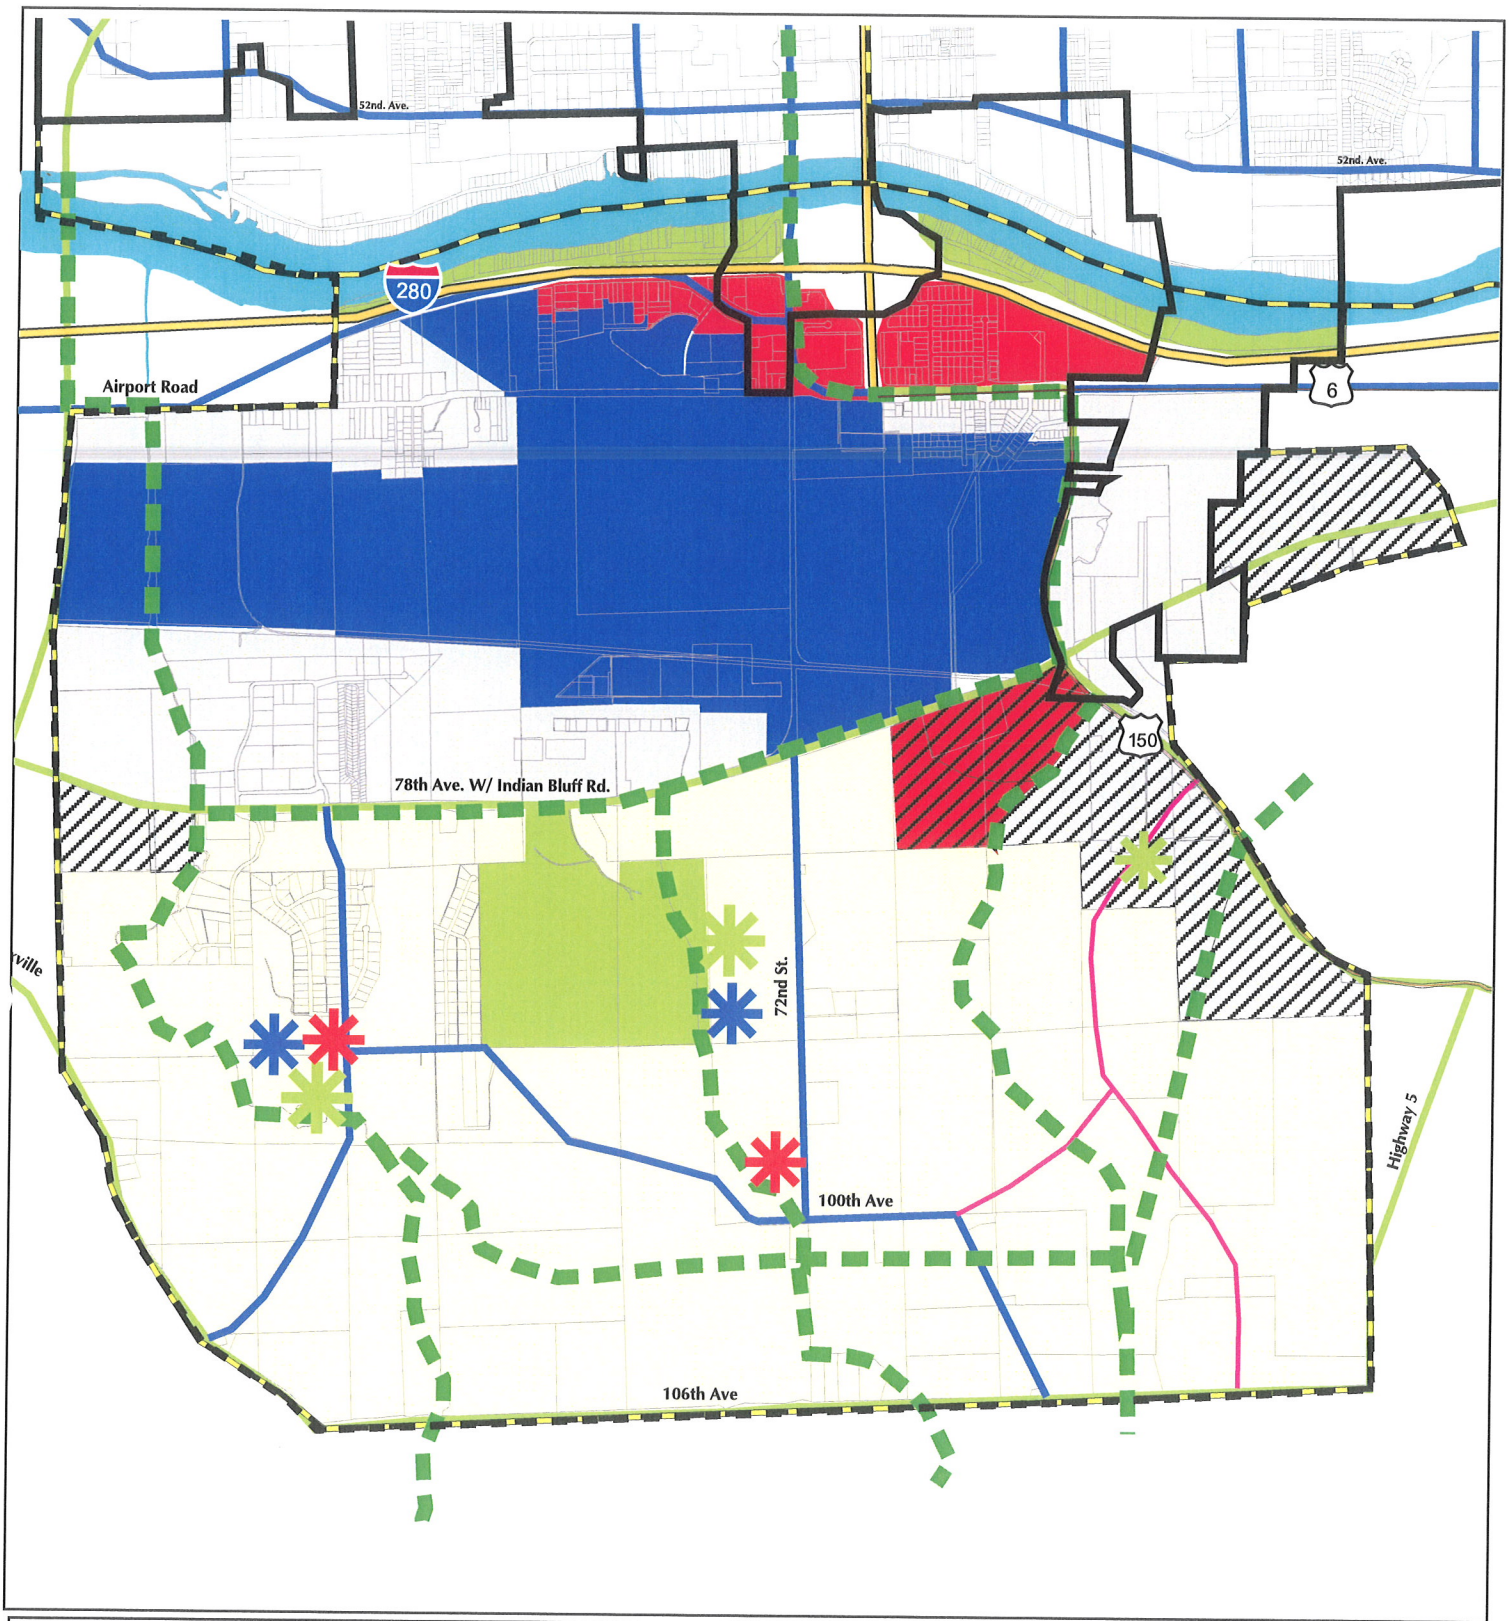 52nd. Ave.
52nd. Ave.
280
Airport Road
6
150
78th Ave. W/ Indian Bluff Rd.
ville
72nd St.
Highway 5
100th Ave
106th Ave